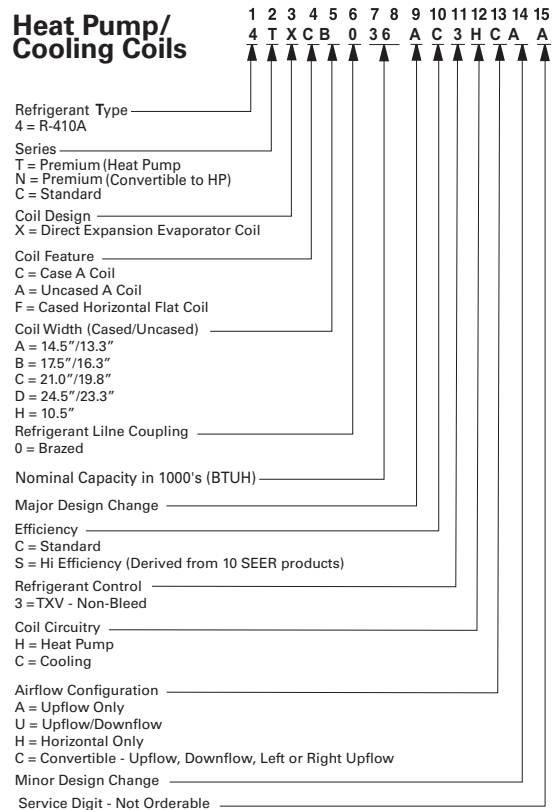 Heat Pump/
Cooling Coils
1 2 3 4 5 6 7 8 9 10 11 12 13 14 15
4 T X C B 0 3 6 A C 3 H C A A
Refrigerant Type
4 = R-410A
Series
T = Premium (Heat Pump
N = Premium (Convertible to HP)
C = Standard
Coil Design
X = Direct Expansion Evaporator Coil
Coil Feature
C = Case A Coil
A = Uncased A Coil
F = Cased Horizontal Flat Coil
Coil Width (Cased/Uncased)
A = 14.5"/13.3"
B = 17.5"/16.3"
C = 21.0"/19.8"
D = 24.5"/23.3"
H = 10.5"
Refrigerant Lilne Coupling
0 = Brazed
Nominal Capacity in 1000's (BTUH)
Major Design Change
Efficiency
C = Standard
S = Hi Efficiency (Derived from 10 SEER products)
Refrigerant Control
3 = TXV - Non-Bleed
Coil Circuitry
H = Heat Pump
C = Cooling
Airflow Configuration
A = Upflow Only
U = Upflow/Downflow
H = Horizontal Only
C = Convertible - Upflow, Downflow, Left or Right Upflow
Minor Design Change
Service Digit - Not Orderable